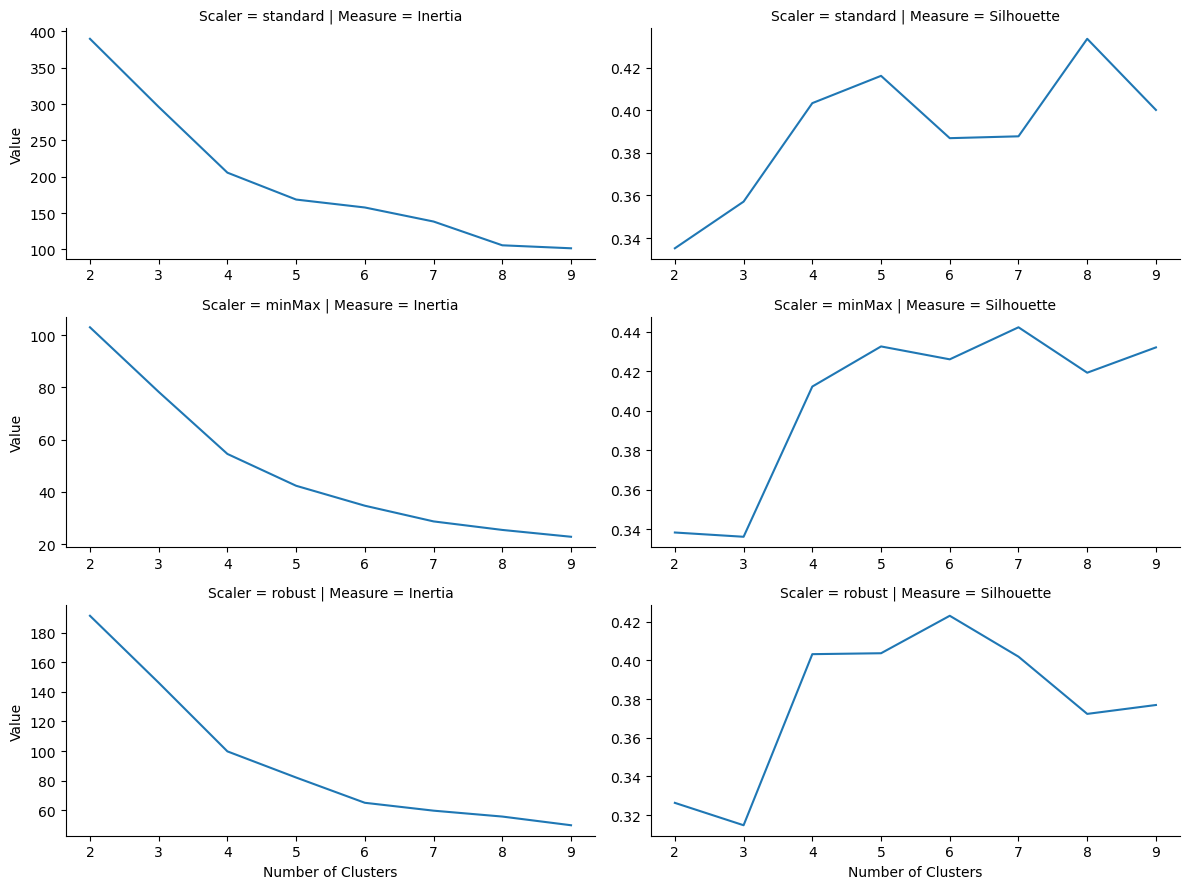 Scaler = standard | Measure = Inertia
Value
400
350
300
250
200
150
100
2 3 4 5 6 7 8 9
Scaler = standard | Measure = Silhouette
0.42
0.40
0.38
0.36
0.34
2 3 4 5 6 7 8 9
Scaler = minMax | Measure = Inertia
Value
100
80
60
40
20
2 3 4 5 6 7 8 9
Scaler = minMax | Measure = Silhouette
0.44
0.42
0.40
0.38
0.36
0.34
2 3 4 5 6 7 8 9
Scaler = robust | Measure = Inertia
Value
180
160
140
120
100
80
60
2 3 4 5 6 7 8 9
Number of Clusters
Scaler = robust | Measure = Silhouette
0.42
0.40
0.38
0.36
0.34
0.32
2 3 4 5 6 7 8 9
Number of Clusters